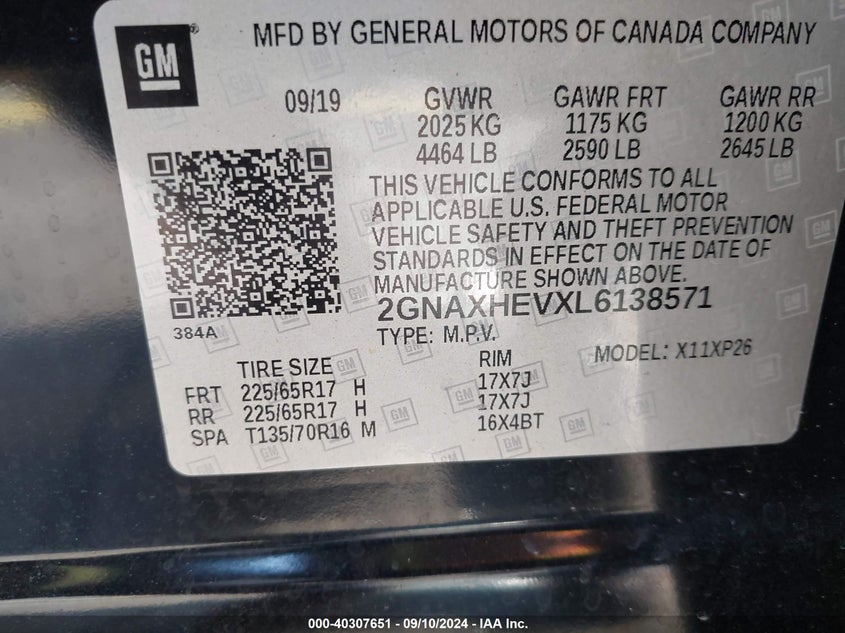 GM
MFD BY GENERAL MOTORS OF CANADA COMPANY
09/19 GVWR GAWR FRT GAWR RR
2025 KG 1175 KG 1200 KG
4464 LB 2590 LB 2645 LB
THIS VEHICLE CONFORMS TO ALL
APPLICABLE U.S. FEDERAL MOTOR
VEHICLE SAFETY AND THEFT PREVENTION
STANDARDS IN EFFECT ON THE DATE OF
MANUFACTURE SHOWN ABOVE.
2GNAXHEVXL6138571
384A
TYPE: M.P.V.
MODEL: X11XP26
TIRE SIZE RIM
FRT 225/65R17 H 17X7J
RR 225/65R17 H 17X7J
SPA T135/70R16 M 16X4BT
000-40307651 - 09/10/2024 - IAA Inc.